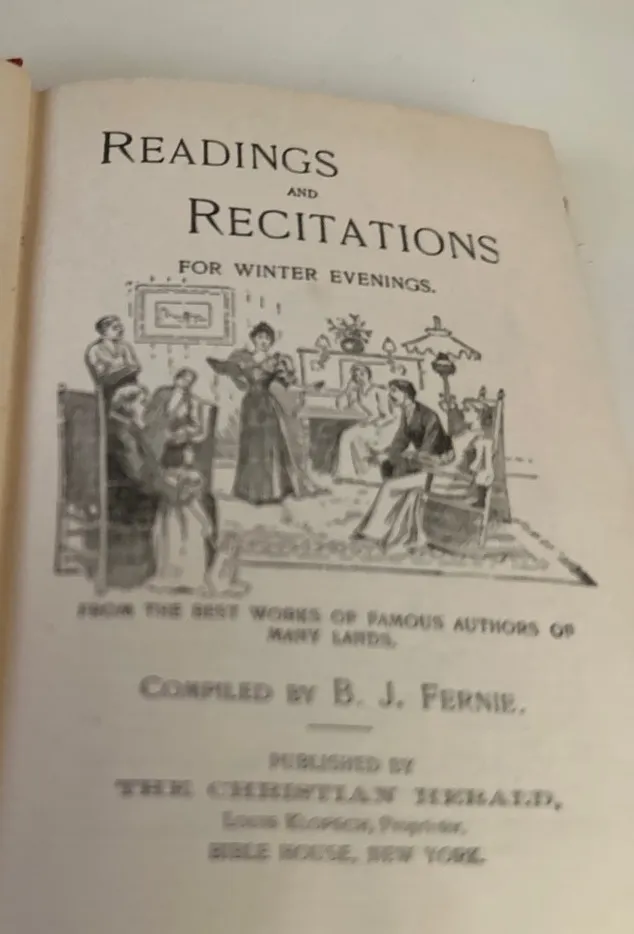 READINGS
AND
RECITATIONS
FOR WINTER EVENINGS.
FROM THE BEST WORKS OF FAMOUS AUTHORS OF
MANY LANDS.
COMPILED BY B. J. FERNIE.
PUBLISHED BY
THE CHRISTIAN HERALD,
LOUIS KLOPSCH, Proprietor,
BIBLE HOUSE, NEW YORK.